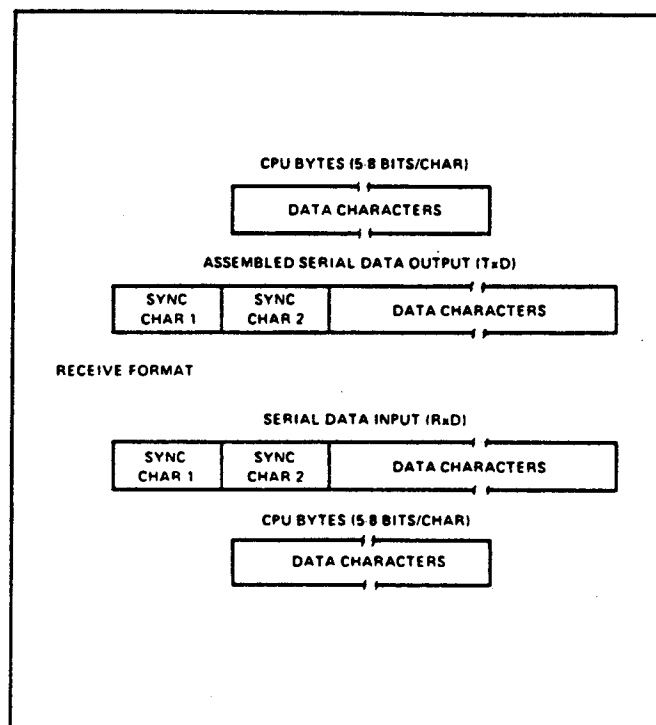 CPU BYTES (5-8 BITS/CHAR)
DATA CHARACTERS
ASSEMBLED SERIAL DATA OUTPUT (TxD)
SYNC CHAR 1
SYNC CHAR 2
DATA CHARACTERS
RECEIVE FORMAT
SERIAL DATA INPUT (RxD)
SYNC CHAR 1
SYNC CHAR 2
DATA CHARACTERS
CPU BYTES (5-8 BITS/CHAR)
DATA CHARACTERS